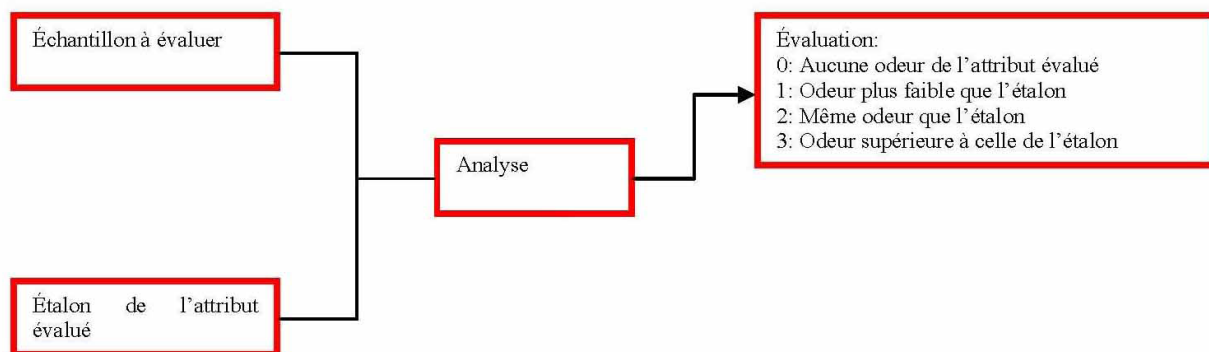 Échantillon à évaluer
Évaluation:
0: Aucune odeur de l'attribut évalué
1: Odeur plus faible que l'étalon
2: Même odeur que l'étalon
3: Odeur supérieure à celle de l'étalon
Analyse
Étalon de l'attribut
évalué